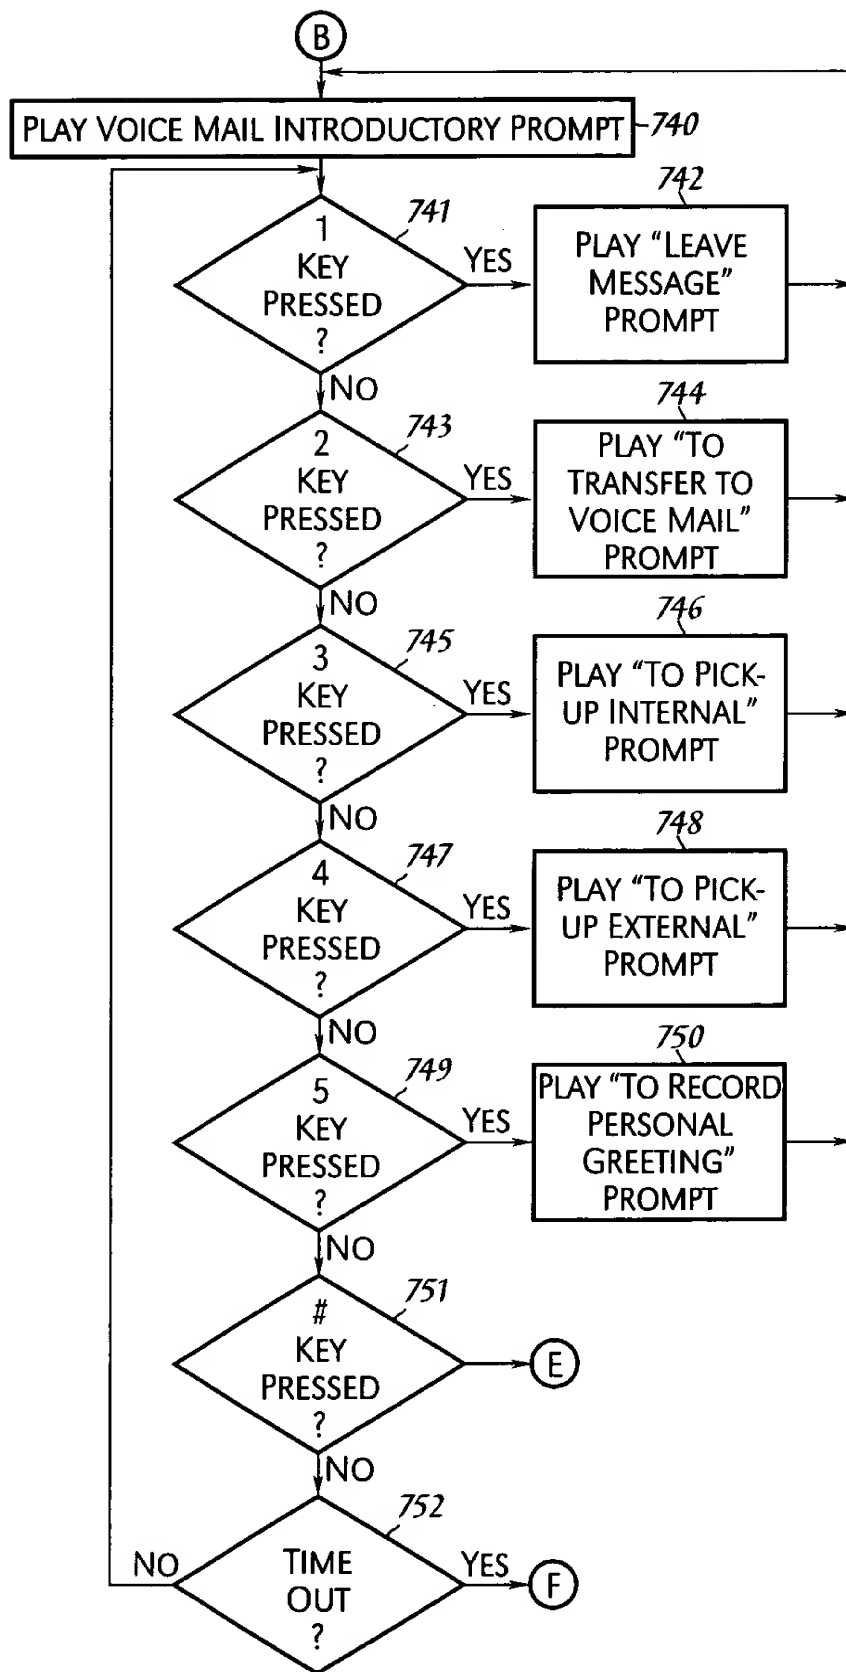 B
PLAY VOICE MAIL INTRODUCTORY PROMPT 740
741
1
KEY
PRESSED
?
YES
742
PLAY “LEAVE
MESSAGE”
PROMPT
NO
743
2
KEY
PRESSED
?
YES
744
PLAY “TO
TRANSFER TO
VOICE MAIL”
PROMPT
NO
745
3
KEY
PRESSED
?
YES
746
PLAY “TO PICK-
UP INTERNAL”
PROMPT
NO
747
4
KEY
PRESSED
?
YES
748
PLAY “TO PICK-
UP EXTERNAL”
PROMPT
NO
749
5
KEY
PRESSED
?
YES
750
PLAY “TO RECORD
PERSONAL
GREETING”
PROMPT
NO
751
#
KEY
PRESSED
?
E
NO
752
TIME
OUT
?
NO
YES
F